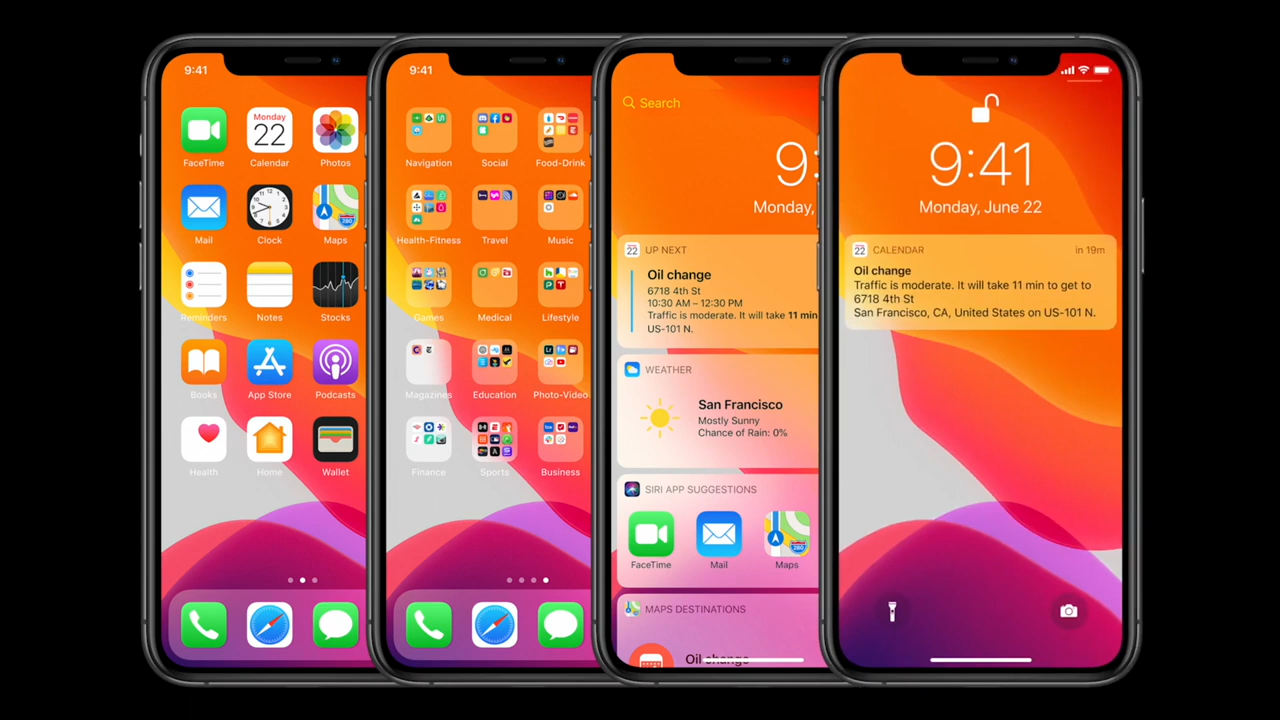 9:41
Monday
22
FaceTime
Calendar
Photos
Mail
Clock
Maps
280
Reminders
Notes
Stocks
Books
App Store
Podcasts
Health
Home
Wallet
9:41
Navigation
Social
Food-Drink
Health-Fitness
Travel
Music
Games
Medical
Lifestyle
Magazines
Education
Photo-Video
Finance
Sports
Business
Search
9:
Monday,
22
UP NEXT
Oil change
6718 4th St
10:30 AM – 12:30 PM
Traffic is moderate. It will take 11 min
US-101 N.
WEATHER
San Francisco
Mostly Sunny
Chance of Rain: 0%
SIRI APP SUGGESTIONS
280
FaceTime
Mail
Maps
MAPS DESTINATIONS
Oil change
9:41
Monday, June 22
22
CALENDAR
in 19m
Oil change
Traffic is moderate. It will take 11 min to get to
6718 4th St
San Francisco, CA, United States on US-101 N.